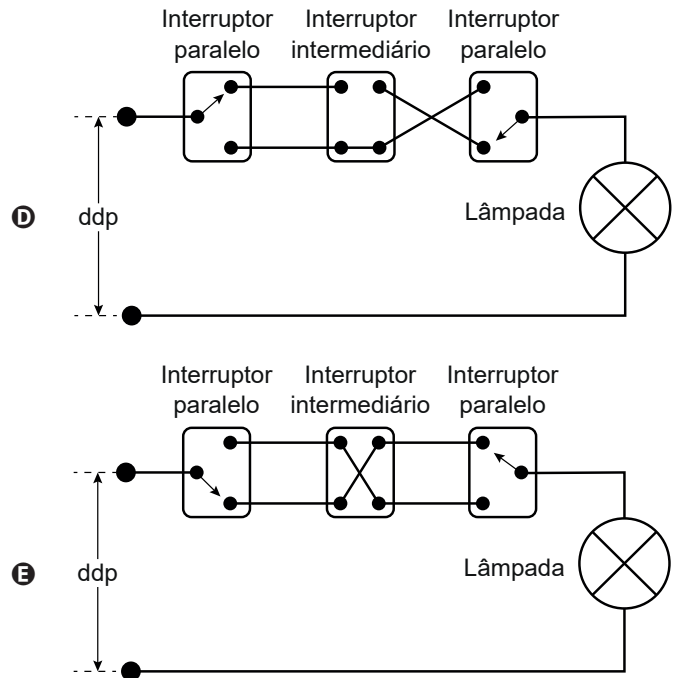 Interruptor Interruptor Interruptor
paralelo intermediário paralelo
D ddp Lâmpada
Interruptor Interruptor Interruptor
paralelo intermediário paralelo
E ddp Lâmpada